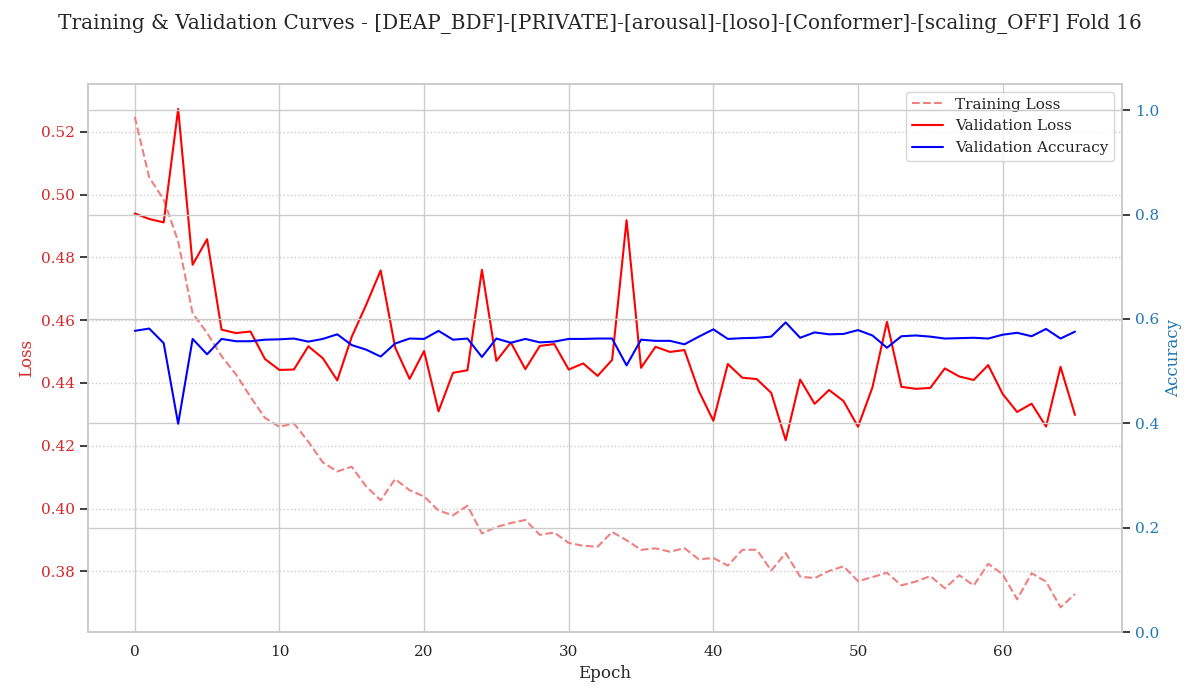 Training & Validation Curves - [DEAP_BDF]-[PRIVATE]-[arousal]-[loso]-[Conformer]-[scaling_OFF] Fold 16
Training Loss
Validation Loss
Validation Accuracy
0.52
0.50
0.48
0.46
0.44
0.42
0.40
0.38
Loss
1.0
0.8
0.6
0.4
0.2
0.0
Accuracy
0 10 20 30 40 50 60
Epoch